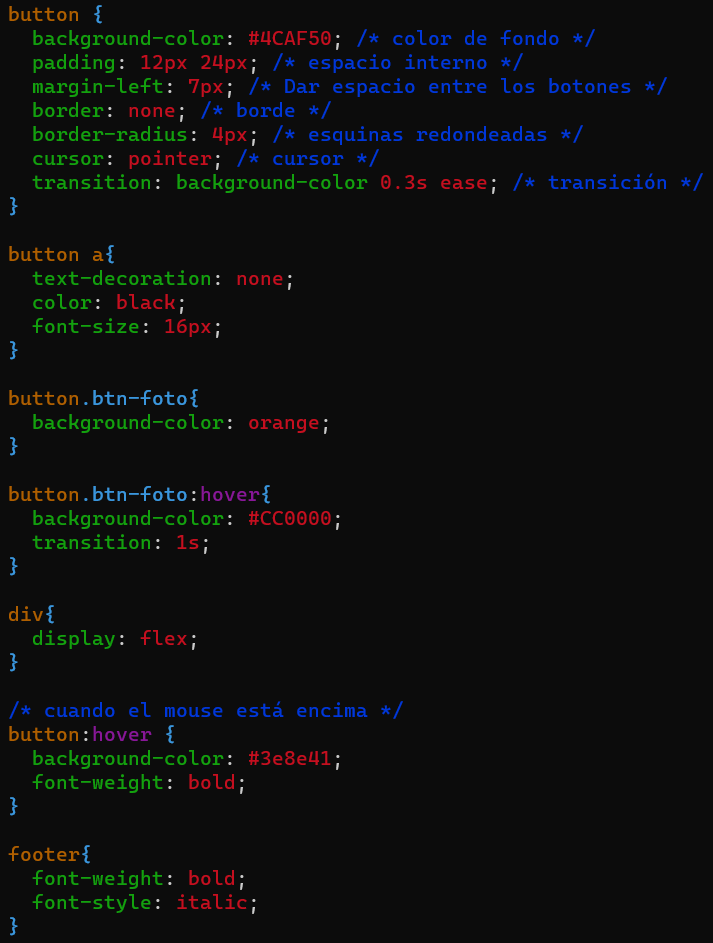 button {
  background-color: #4CAF50; /* color de fondo */
  padding: 12px 24px; /* espacio interno */
  margin-left: 7px; /* Dar espacio entre los botones */
  border: none; /* borde */
  border-radius: 4px; /* esquinas redondeadas */
  cursor: pointer; /* cursor */
  transition: background-color 0.3s ease; /* transición */
}

button a{
  text-decoration: none;
  color: black;
  font-size: 16px;
}

button.btn-foto{
  background-color: orange;
}

button.btn-foto:hover{
  background-color: #CC0000;
  transition: 1s;
}

div{
  display: flex;
}

/* cuando el mouse está encima */
button:hover {
  background-color: #3e8e41;
  font-weight: bold;
}

footer{
  font-weight: bold;
  font-style: italic;
}